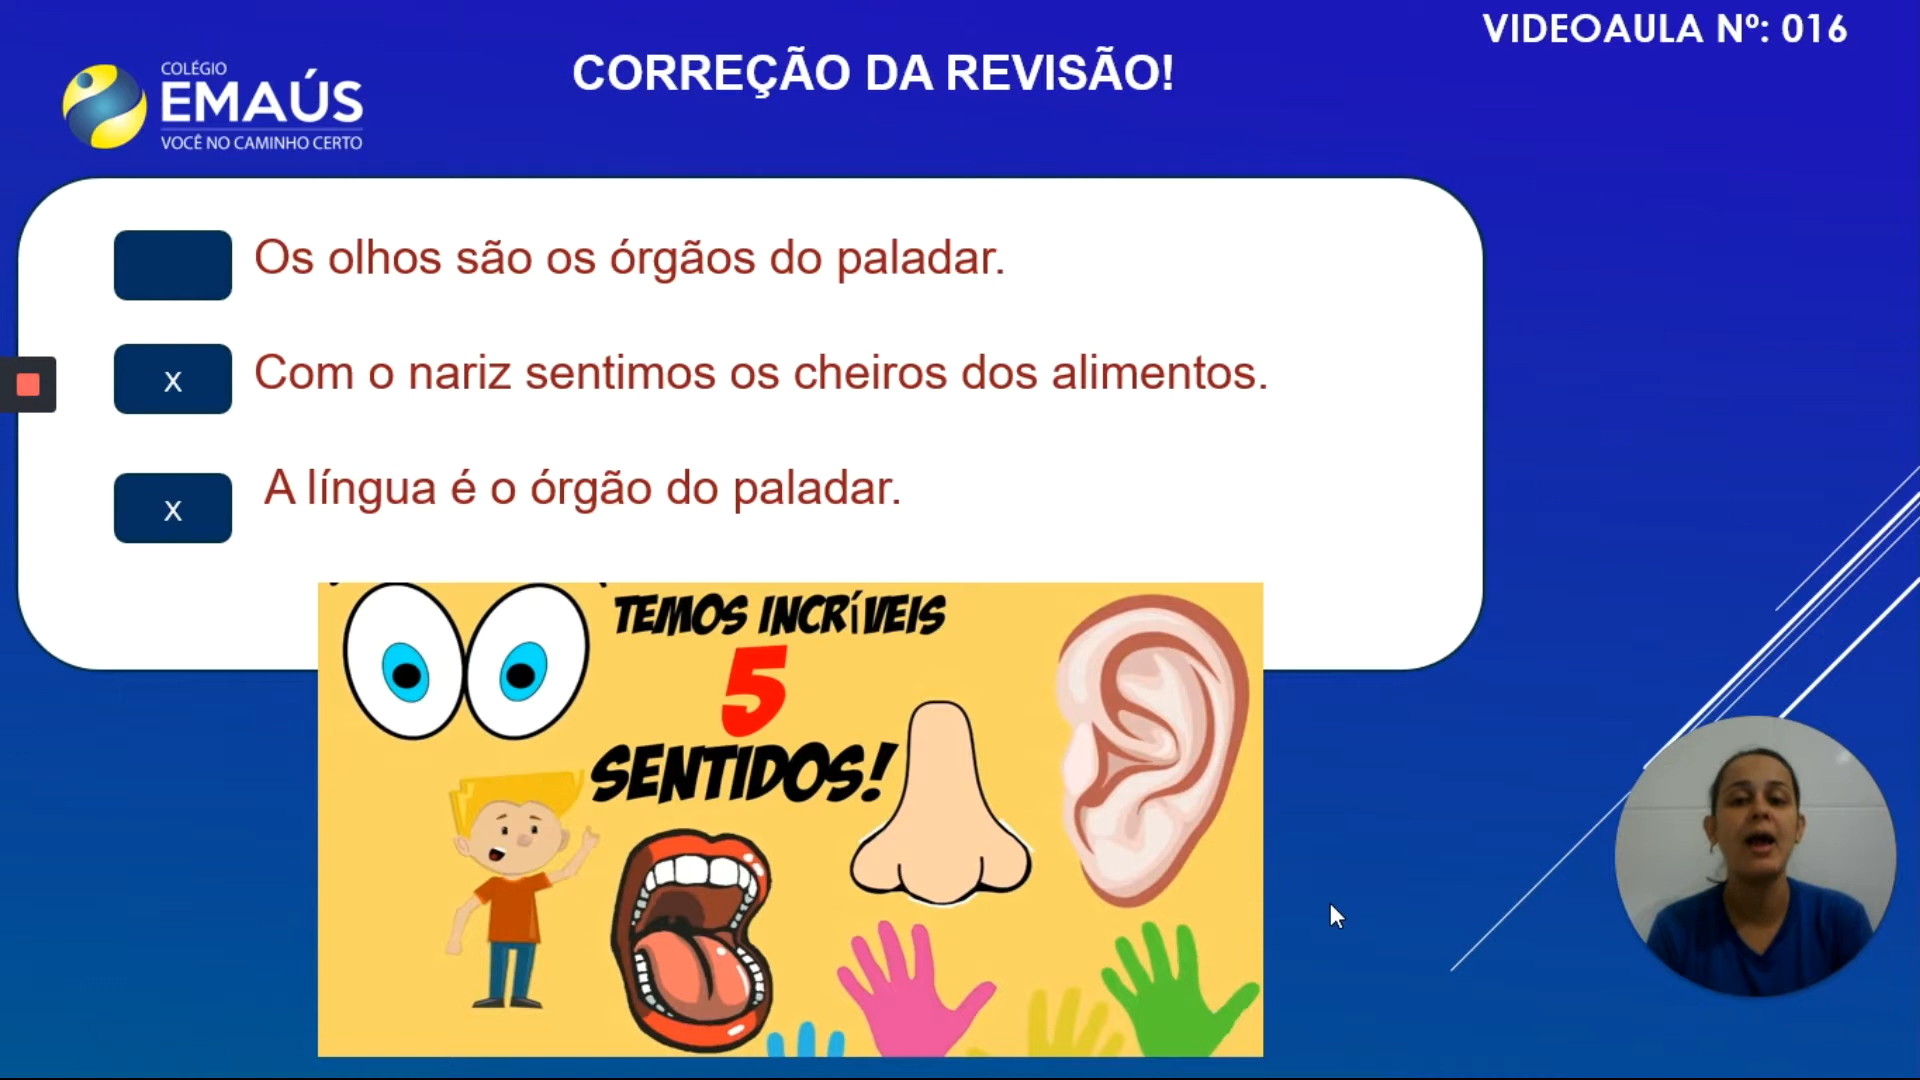 VIDEOAULA Nº: 016
CORREÇÃO DA REVISÃO!
COLÉGIO
EMAÚS
VOCÊ NO CAMINHO CERTO
Os olhos são os órgãos do paladar.
x Com o nariz sentimos os cheiros dos alimentos.
x A língua é o órgão do paladar.
TEMOS INCRÍVEIS
5
SENTIDOS!